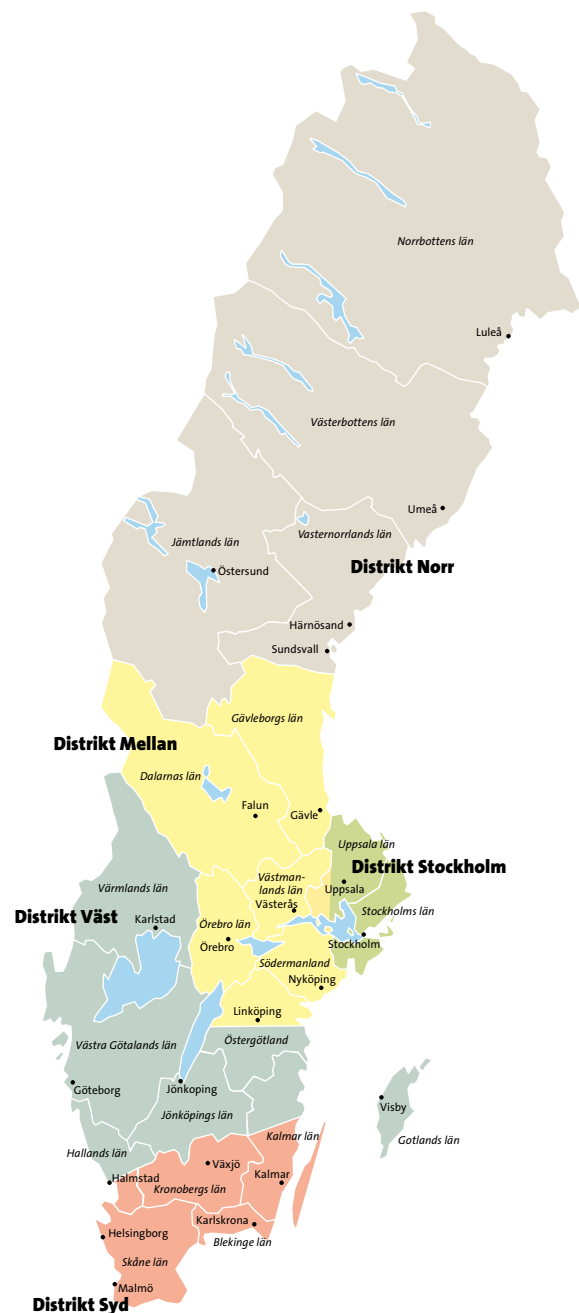 Norrbottens län
Luleå
Västerbottens län
Umeå
Vasternorrlands län
Jämtlands län
Distrikt Norr
Östersund
Härnösand
Sundsvall
Gävleborgs län
Distrikt Mellan
Dalarnas län
Falun
Gävle
Uppsala län
Distrikt Stockholm
Västman-
lands län
Uppsala
Värmlands län
Västerås
Stockholms län
Distrikt Väst
Karlstad
Örebro län
Örebro
Stockholm
Södermanland
Nyköping
Linköping
Västra Götalands län
Östergötland
Göteborg
Jönkoping
Visby
Jönköpings län
Kalmar län
Gotlands län
Hallands län
Växjö
Halmstad
Kronobergs län
Kalmar
Karlskrona
Helsingborg
Blekinge län
Skåne län
Malmö
Distrikt Syd